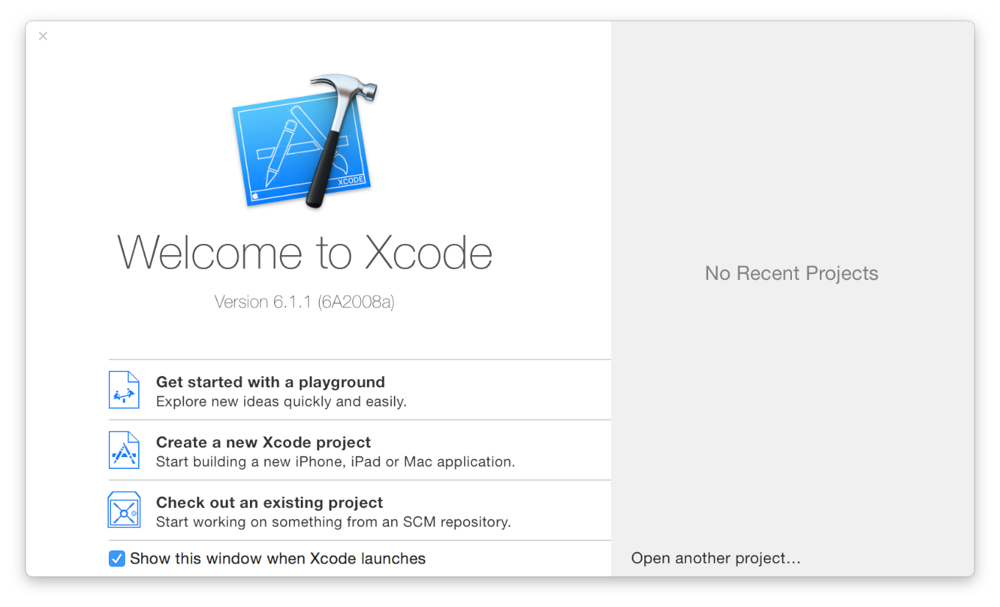 XCODE
Welcome to Xcode
Version 6.1.1 (6A2008a)
Get started with a playground
Explore new ideas quickly and easily.
Create a new Xcode project
Start building a new iPhone, iPad or Mac application.
Check out an existing project
Start working on something from an SCM repository.
Show this window when Xcode launches
No Recent Projects
Open another project…